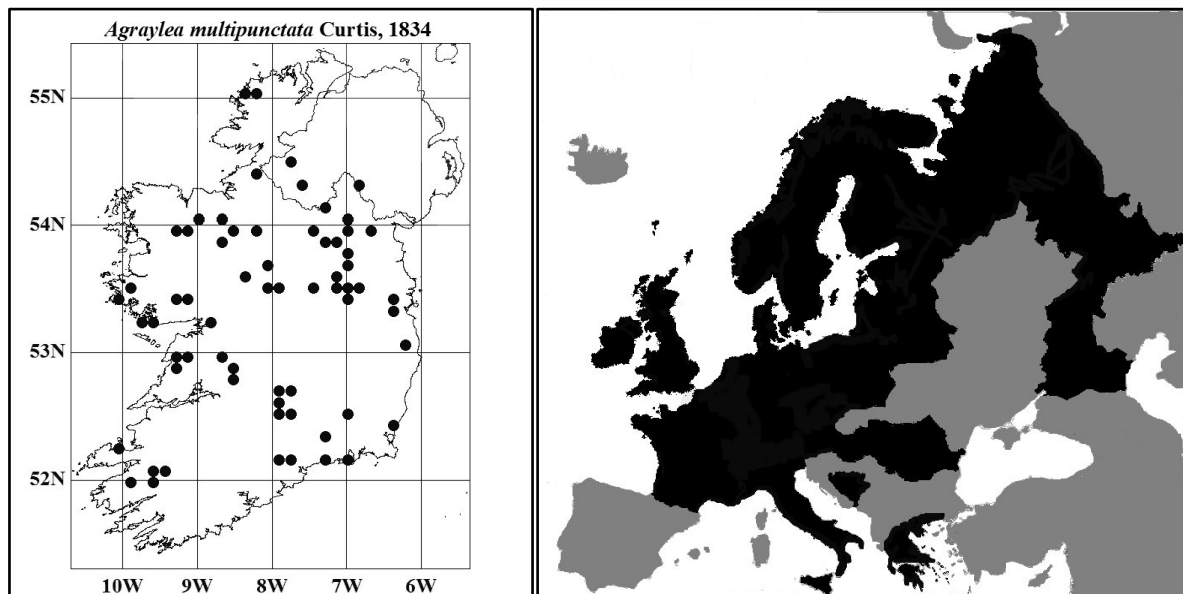 Agraylea multipunctata Curtis, 1834
55N
54N
53N
52N
10W 9W 8W 7W 6W